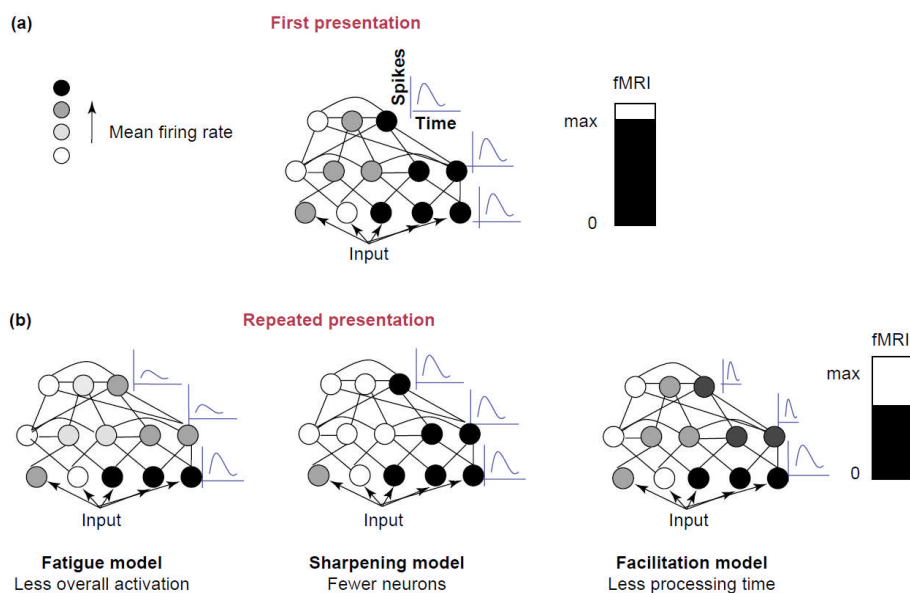 (a)
First presentation
Mean firing rate
Spikes
Time
fMRI
max
0
Input
(b)
Repeated presentation
fMRI
max
0
Input
Input
Input
Fatigue model
Less overall activation
Sharpening model
Fewer neurons
Facilitation model
Less processing time